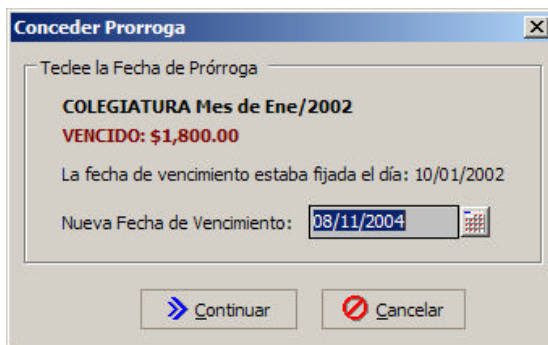 Conceder Prorroga
Teclee la Fecha de Prórroga
COLEGIATURA Mes de Ene/2002
VENCIDO: $1,800.00
La fecha de vencimiento estaba fijada el día: 10/01/2002
Nueva Fecha de Vencimiento: 08/11/2004
Continuar Cancelar